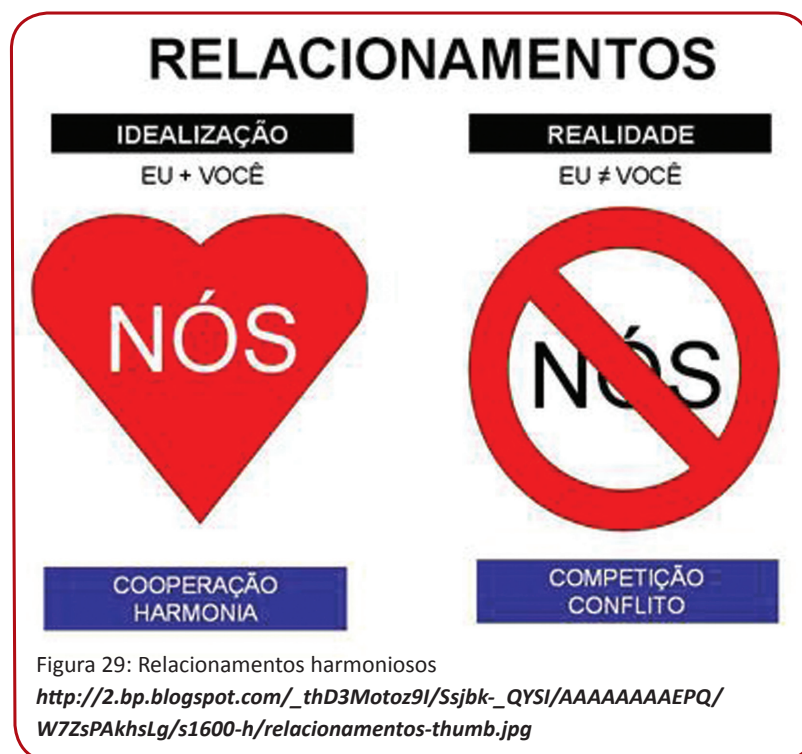 RELACIONAMENTOS
IDEALIZAÇÃO
EU + VOCÊ
NÓS
COOPERAÇÃO
HARMONIA
REALIDADE
EU ≠ VOCÊ
NÓS
COMPETIÇÃO
CONFLITO
Figura 29: Relacionamentos harmoniosos
http://2.bp.blogspot.com/_thD3Motoz9I/Ssjbk-_QYSI/AAAAAAAAEPQ/
W7ZsPAkhsLg/s1600-h/relacionamentos-thumb.jpg